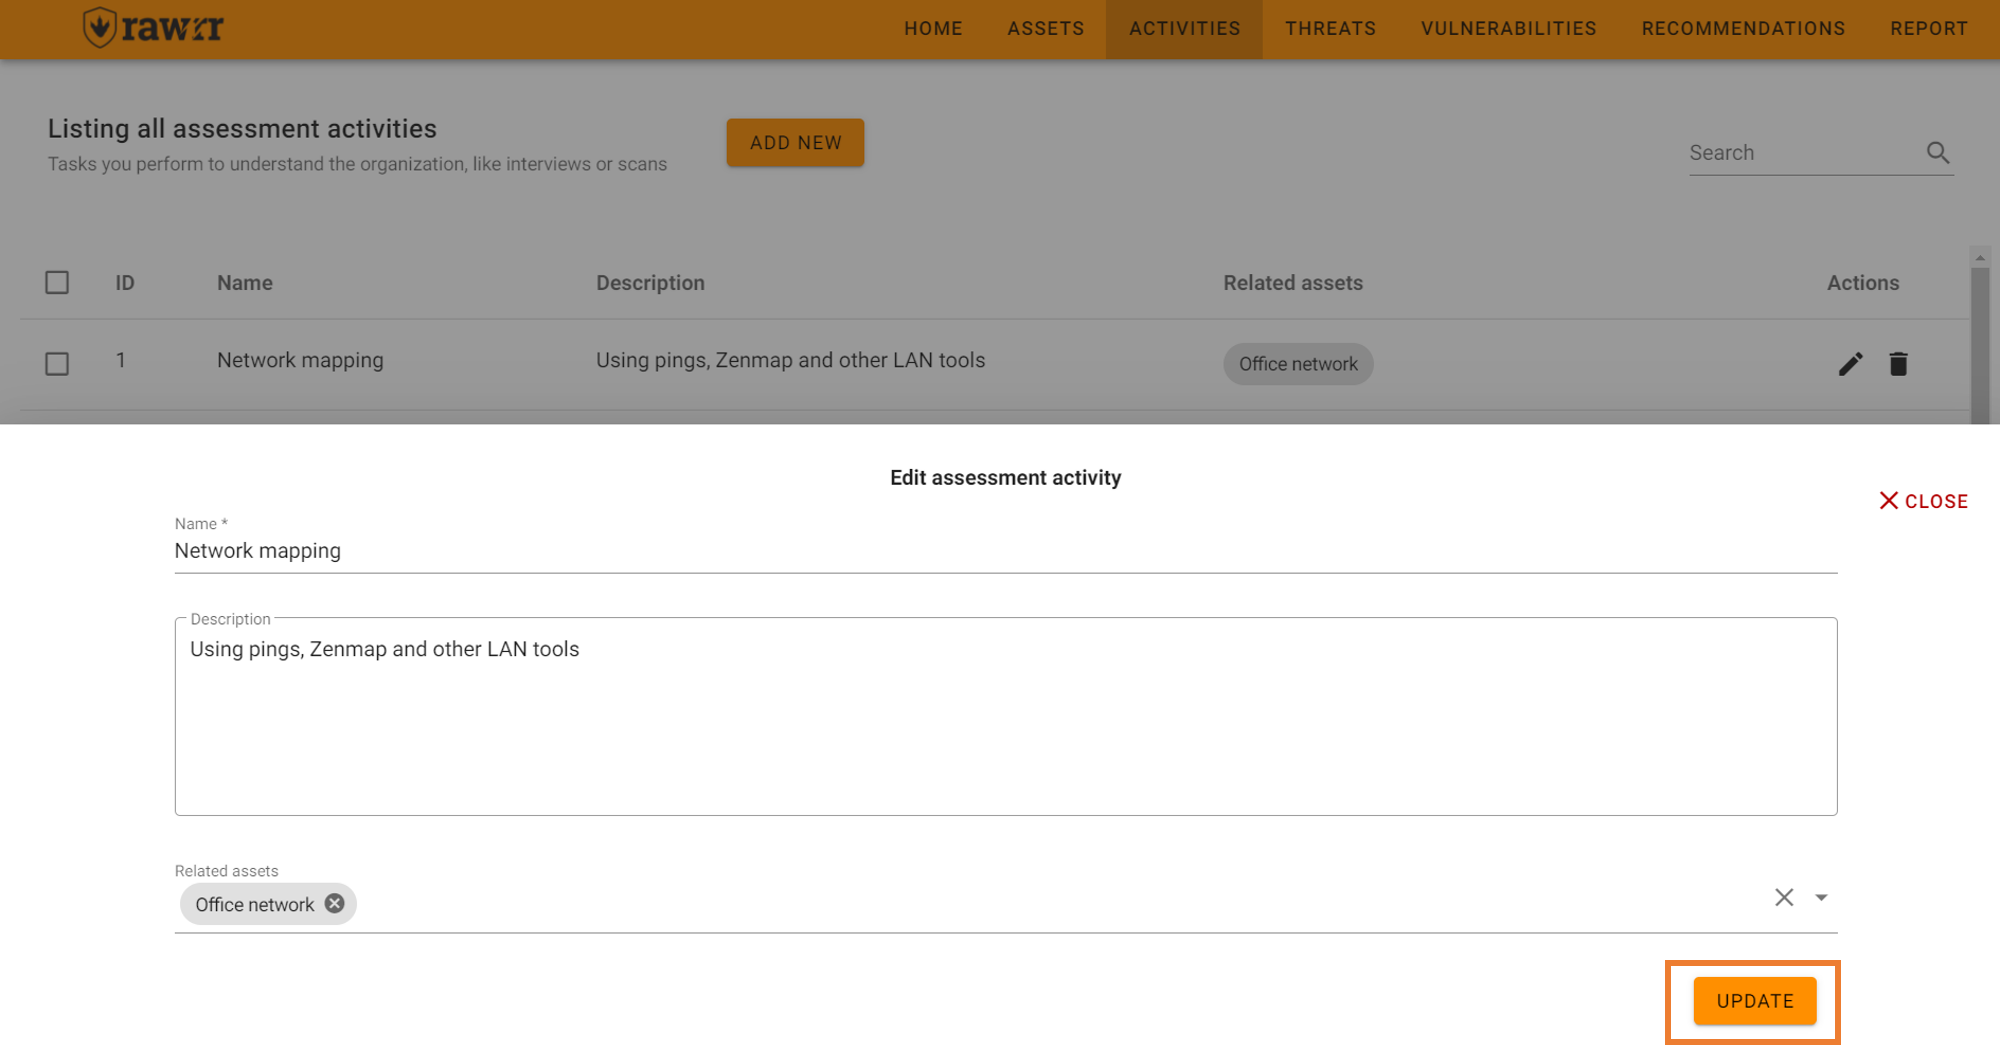 rawrr
HOME ASSETS ACTIVITIES THREATS VULNERABILITIES RECOMMENDATIONS REPORT
Listing all assessment activities
Tasks you perform to understand the organization, like interviews or scans
ADD NEW
Search
ID Name Description Related assets Actions
1 Network mapping Using pings, Zenmap and other LAN tools Office network
Edit assessment activity
CLOSE
Name *
Network mapping
Description
Using pings, Zenmap and other LAN tools
Related assets
Office network
UPDATE